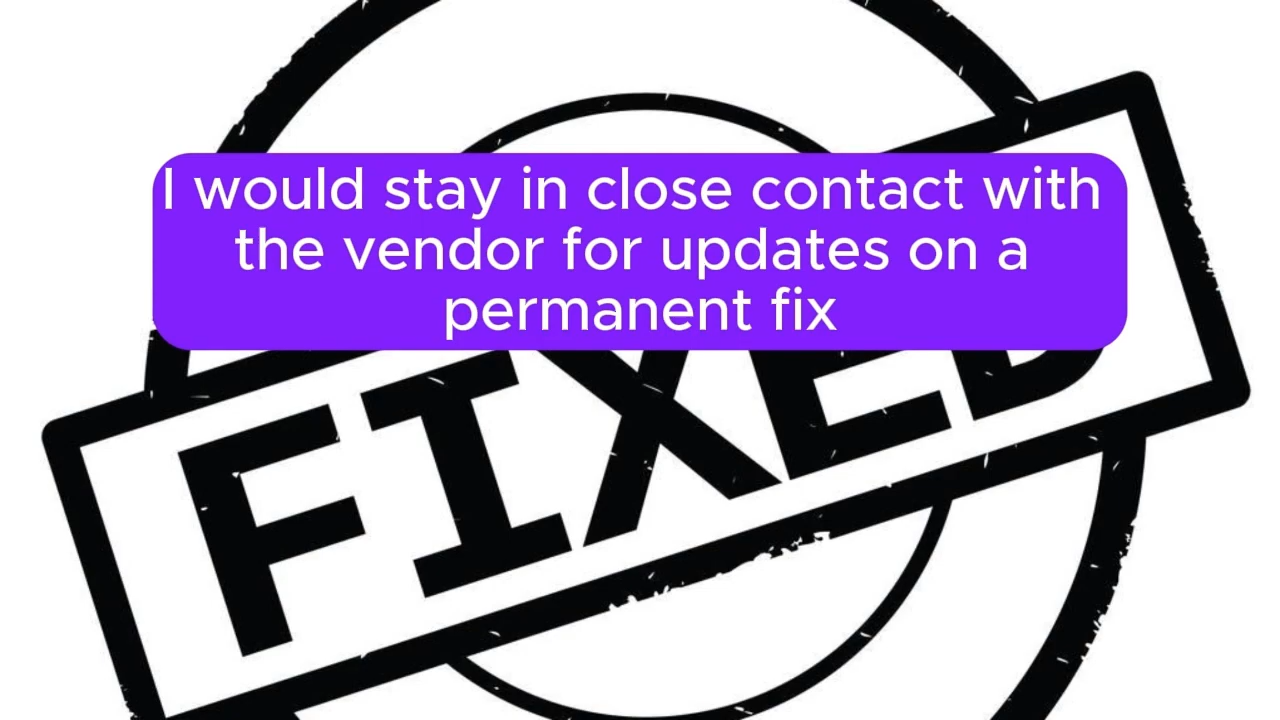 I would stay in close contact with
the vendor for updates on a
permanent fix
FIXED